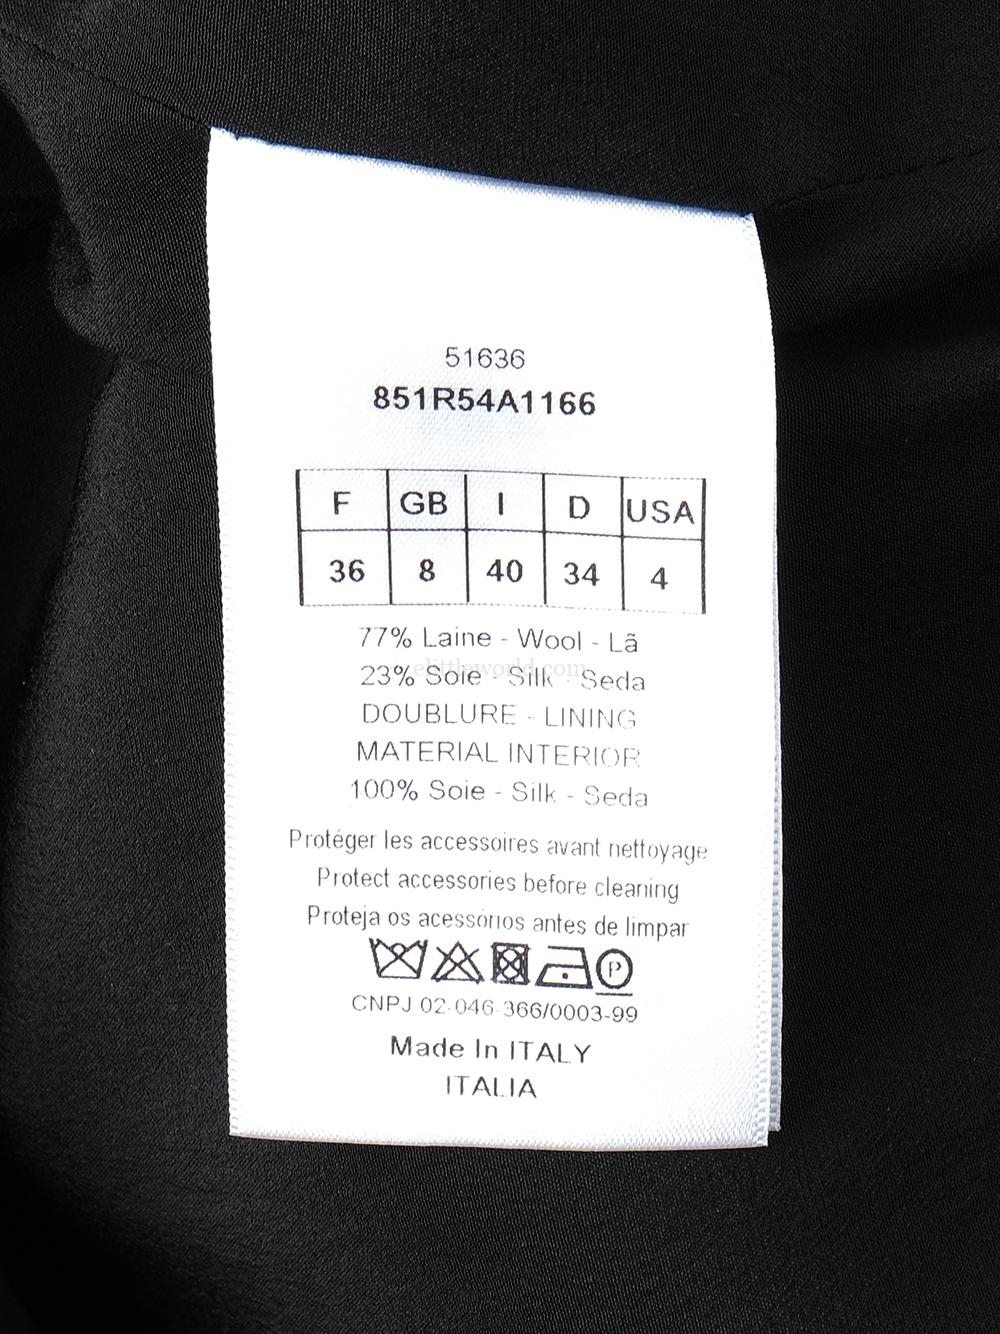 51636
851R54A1166
F GB I D USA
36 8 40 34 4
77% Laine - Wool - Lã
elittleworld.com
23% Soie - Silk - Seda
DOUBLURE - LINING
MATERIAL INTERIOR
100% Soie - Silk - Seda
Protéger les accessoires avant nettoyage
Protect accessories before cleaning
Proteja os acessórios antes de limpar
P
CNPJ 02-046-366/0003-99
Made In ITALY
ITALIA